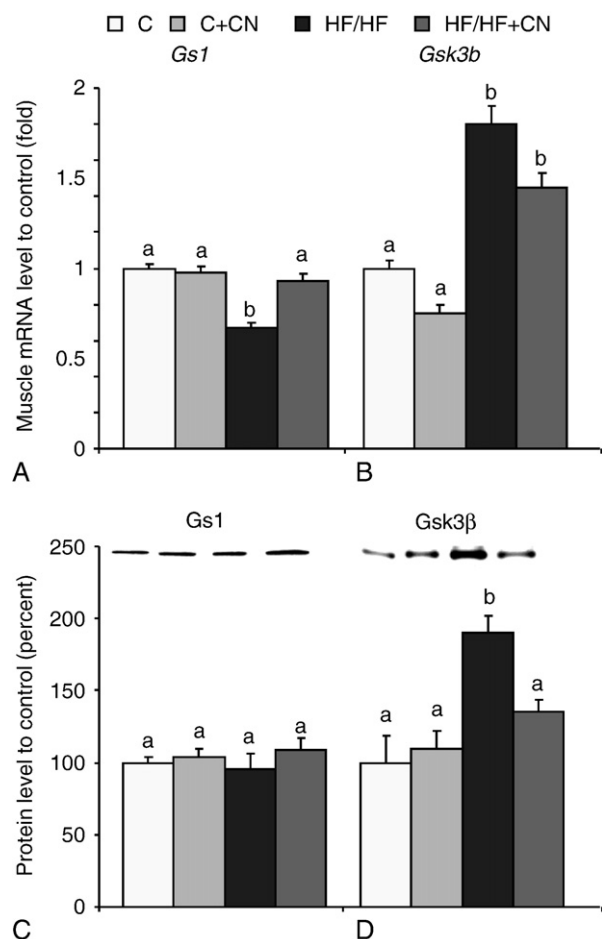 C C+CN HF/HF HF/HF+CN
Gs1 Gsk3b
Muscle mRNA level to control (fold)
2
1.5
1
0.5
0
a a b a
a a b b
A B
Gs1 Gsk3β
Protein level to control (percent)
250
200
150
100
50
0
a a a a
a a b a
C D